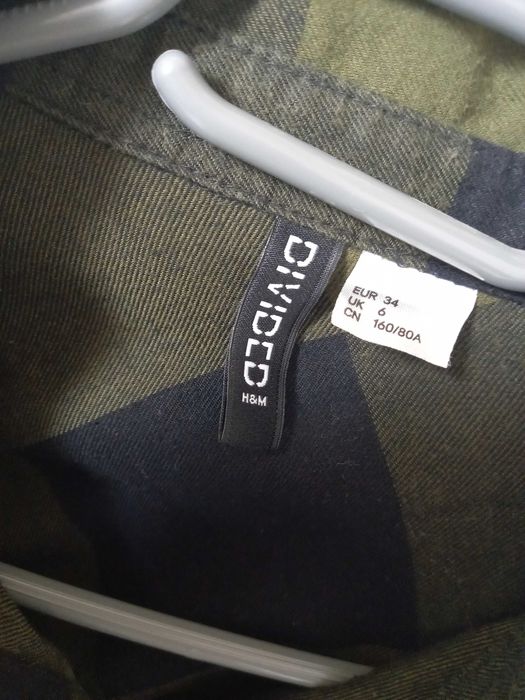 DIVIDED
H&M
EUR 34
UK 6
CN 160/80A